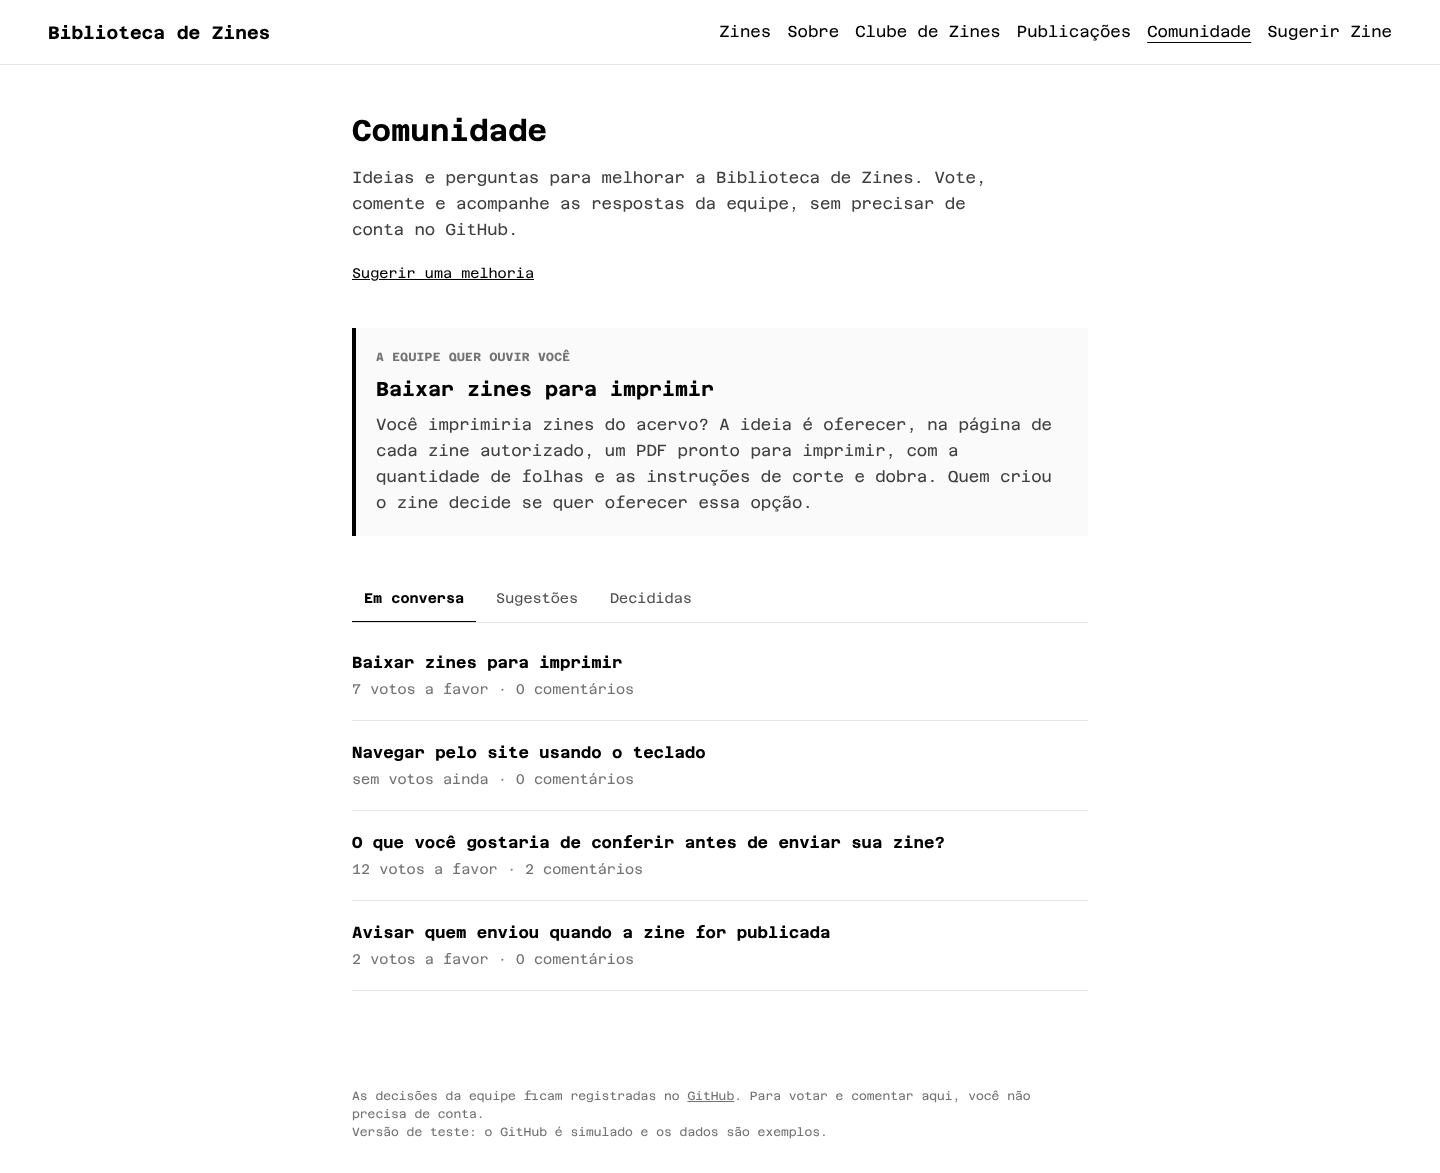 Biblioteca de Zines
Zines Sobre Clube de Zines Publicações Comunidade Sugerir Zine
Comunidade
Ideias e perguntas para melhorar a Biblioteca de Zines. Vote,
comente e acompanhe as respostas da equipe, sem precisar de
conta no GitHub.
Sugerir uma melhoria
A EQUIPE QUER OUVIR VOCÊ
Baixar zines para imprimir
Você imprimiria zines do acervo? A ideia é oferecer, na página de
cada zine autorizado, um PDF pronto para imprimir, com a
quantidade de folhas e as instruções de corte e dobra. Quem criou
o zine decide se quer oferecer essa opção.
Em conversa Sugestões Decididas
Baixar zines para imprimir
7 votos a favor · 0 comentários
Navegar pelo site usando o teclado
sem votos ainda · 0 comentários
O que você gostaria de conferir antes de enviar sua zine?
12 votos a favor · 2 comentários
Avisar quem enviou quando a zine for publicada
2 votos a favor · 0 comentários
As decisões da equipe ficam registradas no GitHub. Para votar e comentar aqui, você não
precisa de conta.
Versão de teste: o GitHub é simulado e os dados são exemplos.